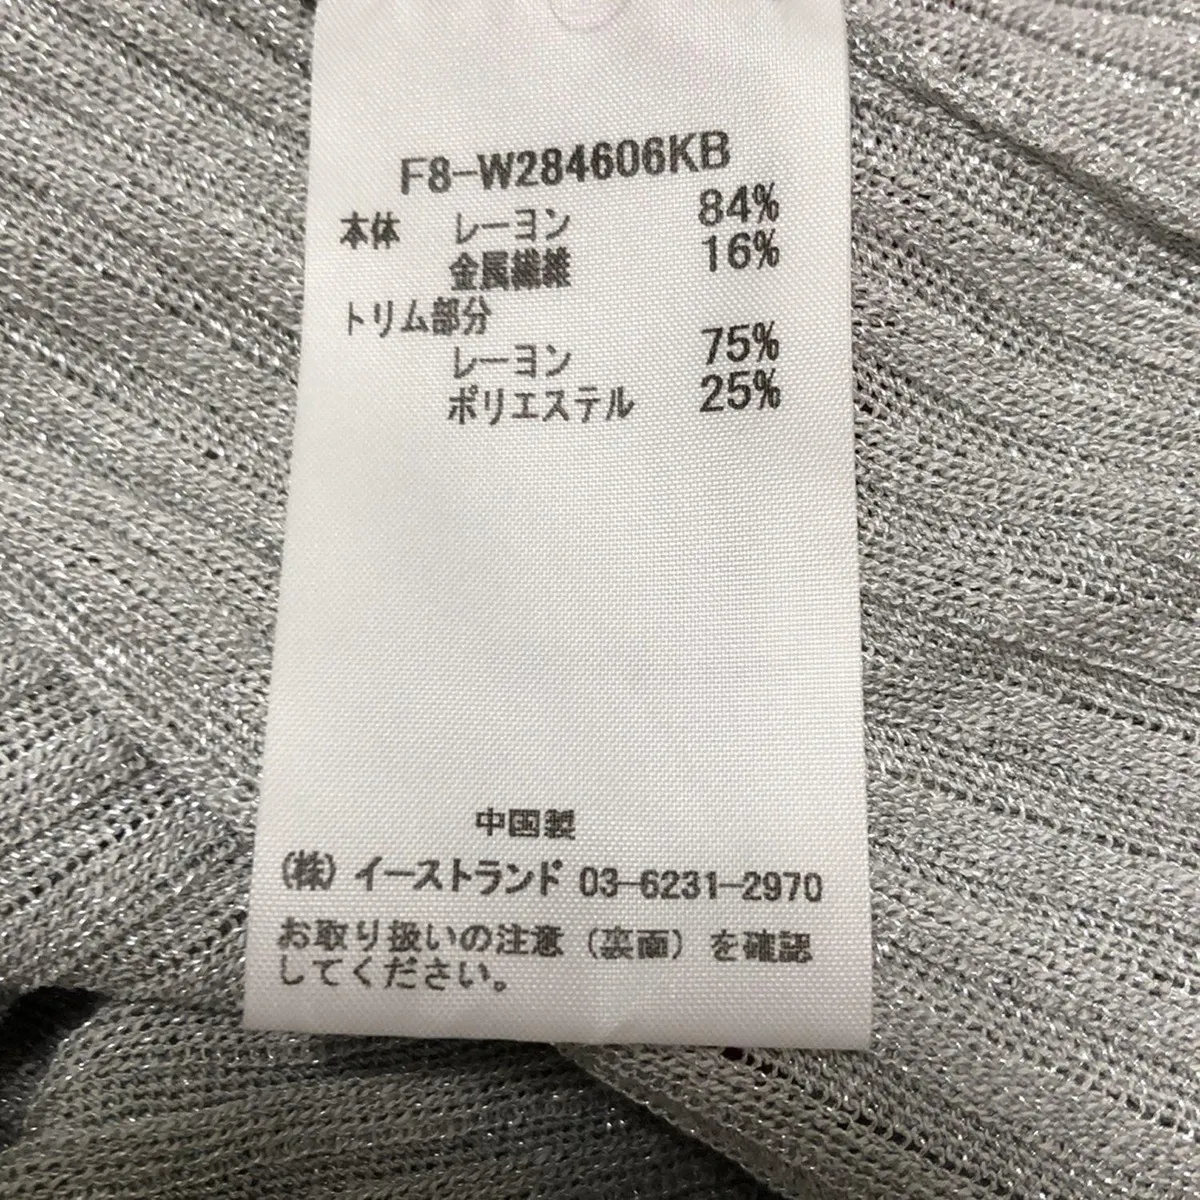 F8-W284606KB
本体 レーヨン 84%
金属繊維 16%
トリム部分
レーヨン 75%
ポリエステル 25%
中国製
(株) イーストランド 03-6231-2970
お取り扱いの注意（裏面）を確認
してください。